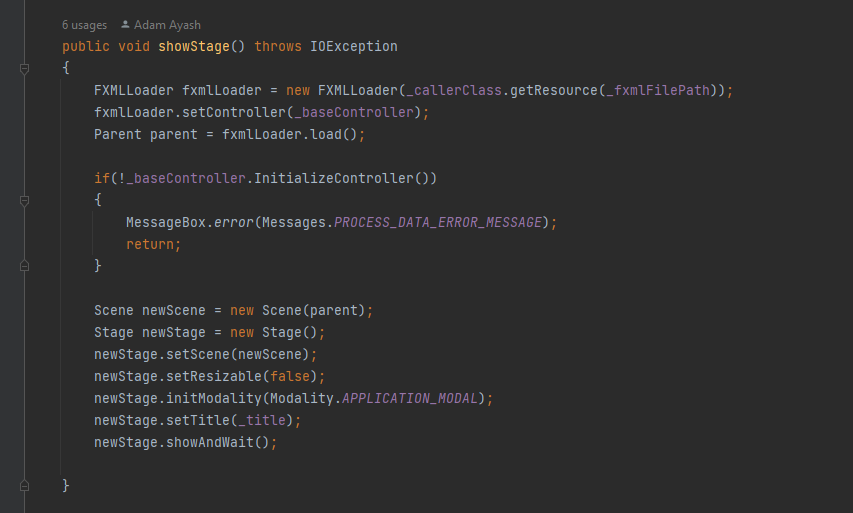 6 usages Adam Ayash
public void showStage() throws IOException
{
FXMLLoader fxmlLoader = new FXMLLoader(_callerClass.getResource(_fxmlFilePath));
fxmlLoader.setController(_baseController);
Parent parent = fxmlLoader.load();
if(!_baseController.InitializeController())
{
MessageBox.error(Messages.PROCESS_DATA_ERROR_MESSAGE);
return;
}
Scene newScene = new Scene(parent);
Stage newStage = new Stage();
newStage.setScene(newScene);
newStage.setResizable(false);
newStage.initModality(Modality.APPLICATION_MODAL);
newStage.setTitle(_title);
newStage.showAndWait();
}